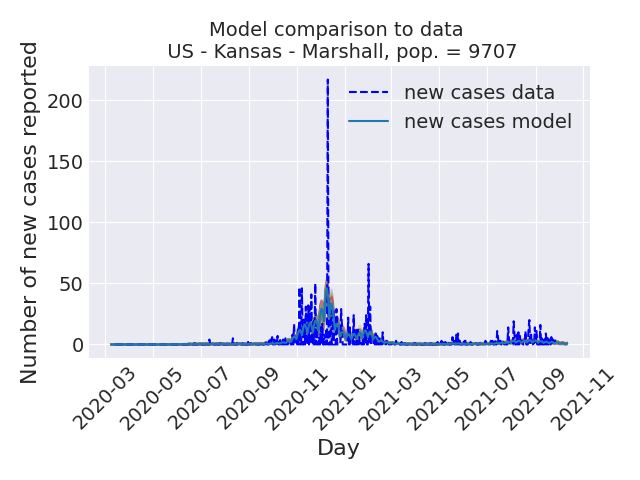 Model comparison to data
US - Kansas - Marshall, pop. = 9707
Number of new cases reported
200
150
100
50
0
new cases data
new cases model
2020-03
2020-05
2020-07
2020-09
2020-11
2021-01
2021-03
2021-05
2021-07
2021-09
2021-11
Day